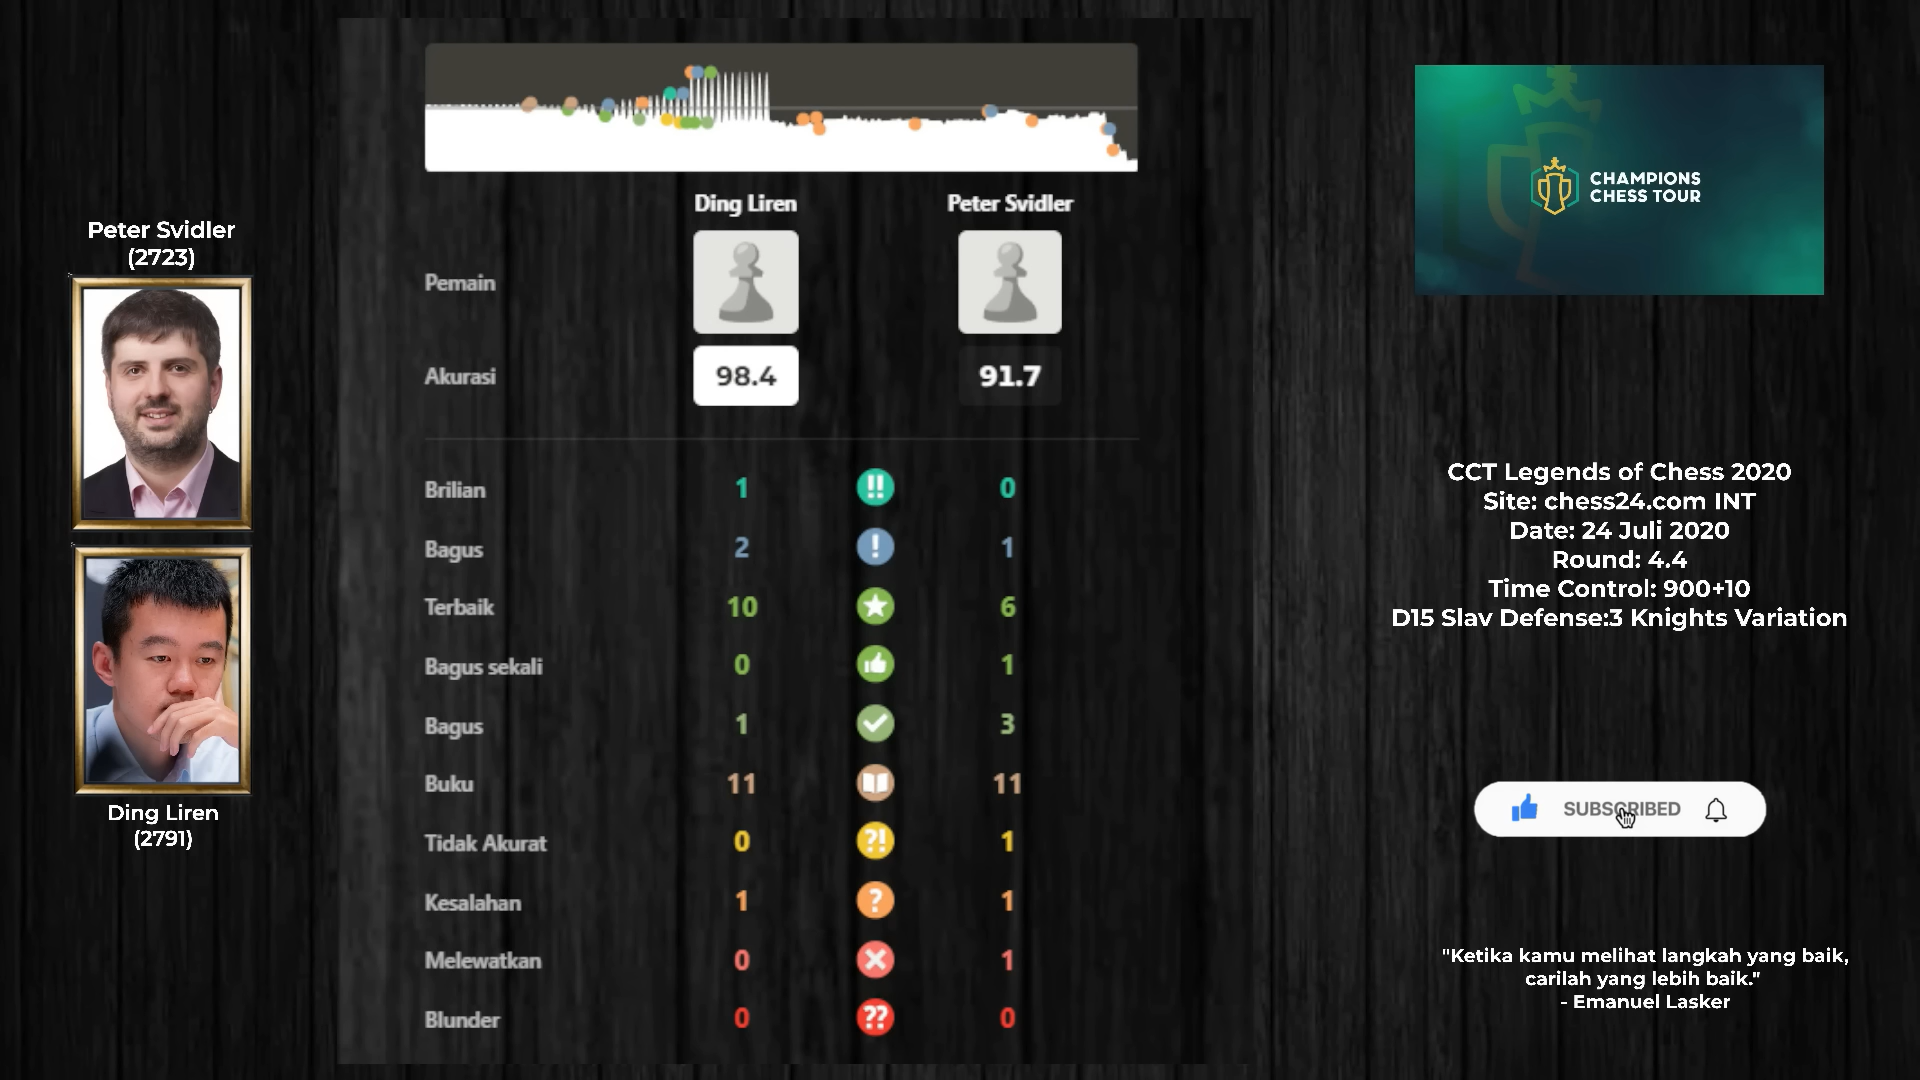 Peter Svidler
(2723)
Ding Liren
(2791)
Ding Liren Peter Svidler
Pemain
Akurasi 98.4 91.7
Brilian 1 !! 0
Bagus 2 ! 1
Terbaik 10 6
Bagus sekali 0 1
Bagus 1 3
Buku 11 11
Tidak Akurat 0 ?! 1
Kesalahan 1 ? 1
Melewatkan 0 1
Blunder 0 ?? 0
CHAMPIONS
CHESS TOUR
CCT Legends of Chess 2020
Site: chess24.com INT
Date: 24 Juli 2020
Round: 4.4
Time Control: 900+10
D15 Slav Defense:3 Knights Variation
SUBSCRIBED
"Ketika kamu melihat langkah yang baik,
carilah yang lebih baik."
- Emanuel Lasker